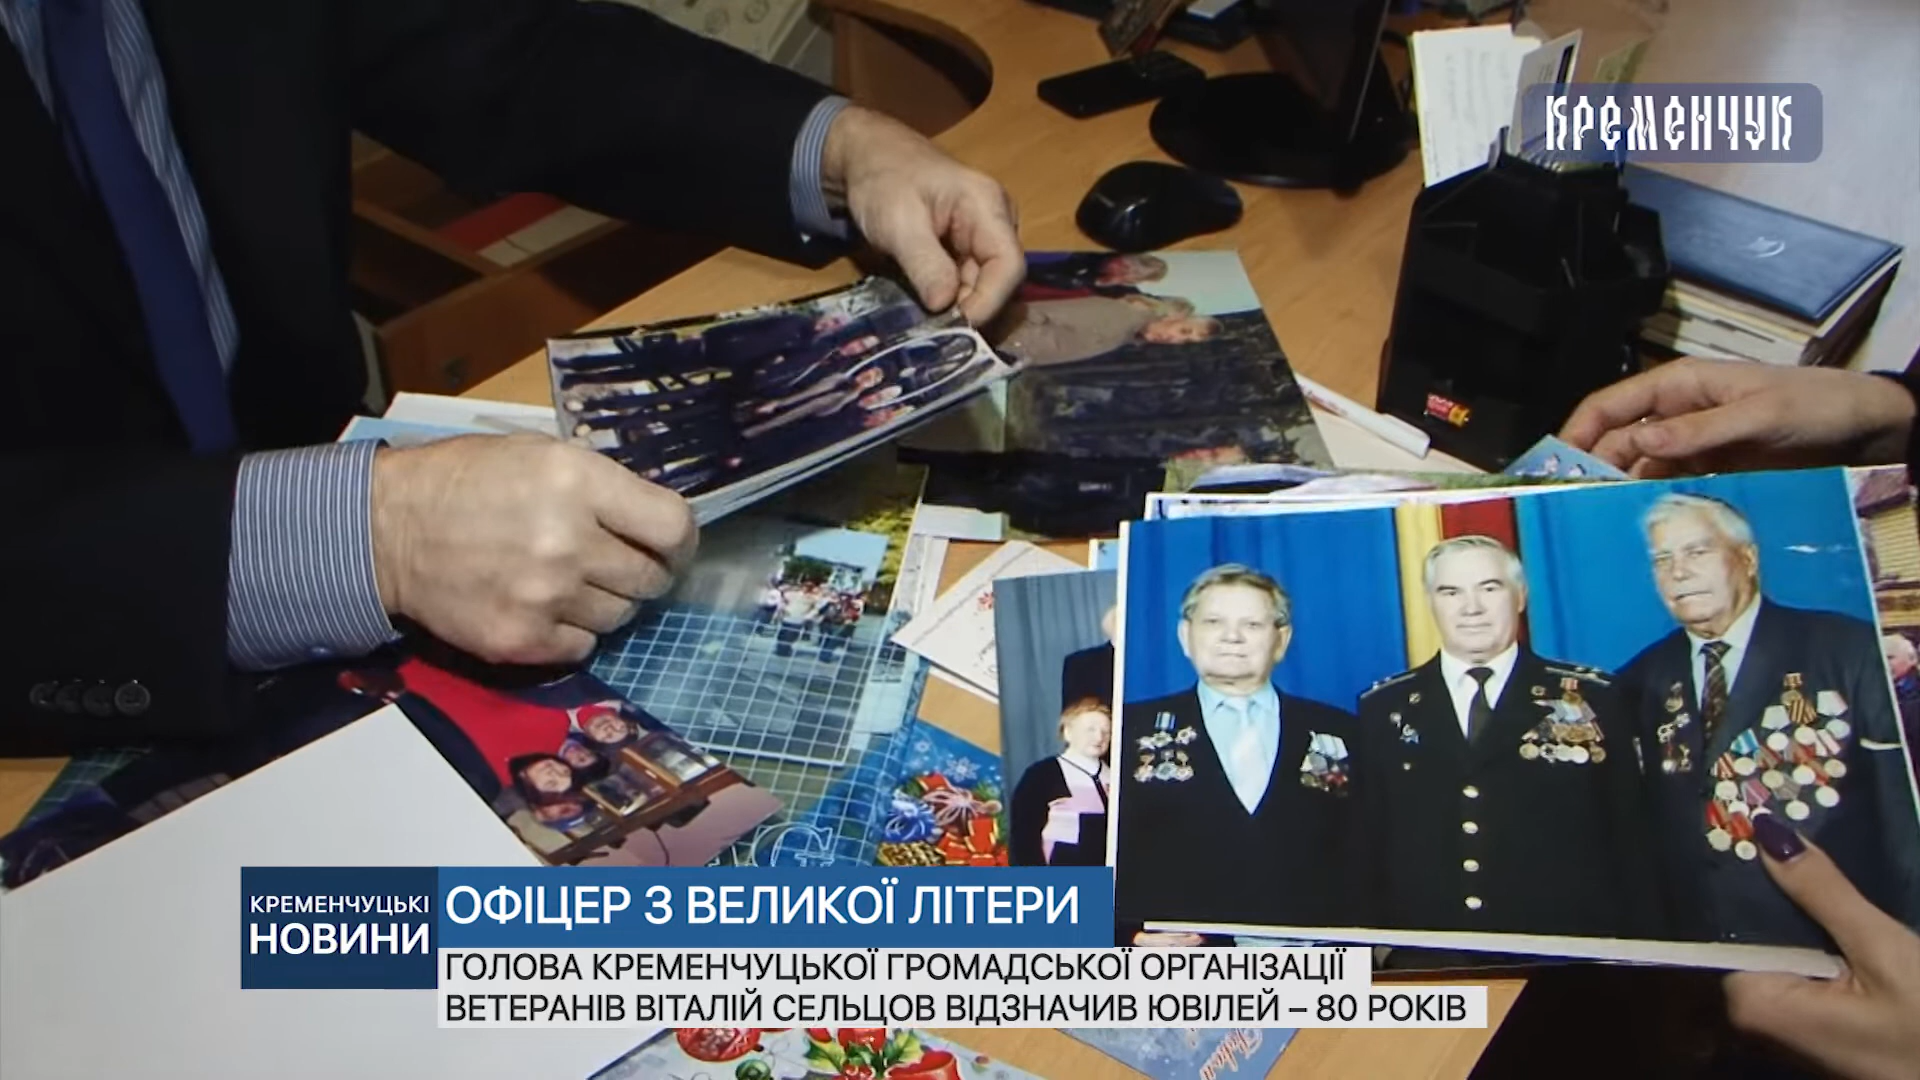 КРЕМЕНЧУК
КРЕМЕНЧУЦЬКІ
НОВИНИ
ОФІЦЕР З ВЕЛИКОЇ ЛІТЕРИ
ГОЛОВА КРЕМЕНЧУЦЬКОЇ ГРОМАДСЬКОЇ ОРГАНІЗАЦІЇ
ВЕТЕРАНІВ ВІТАЛІЙ СЕЛЬЦОВ ВІДЗНАЧИВ ЮВІЛЕЙ – 80 РОКІВ